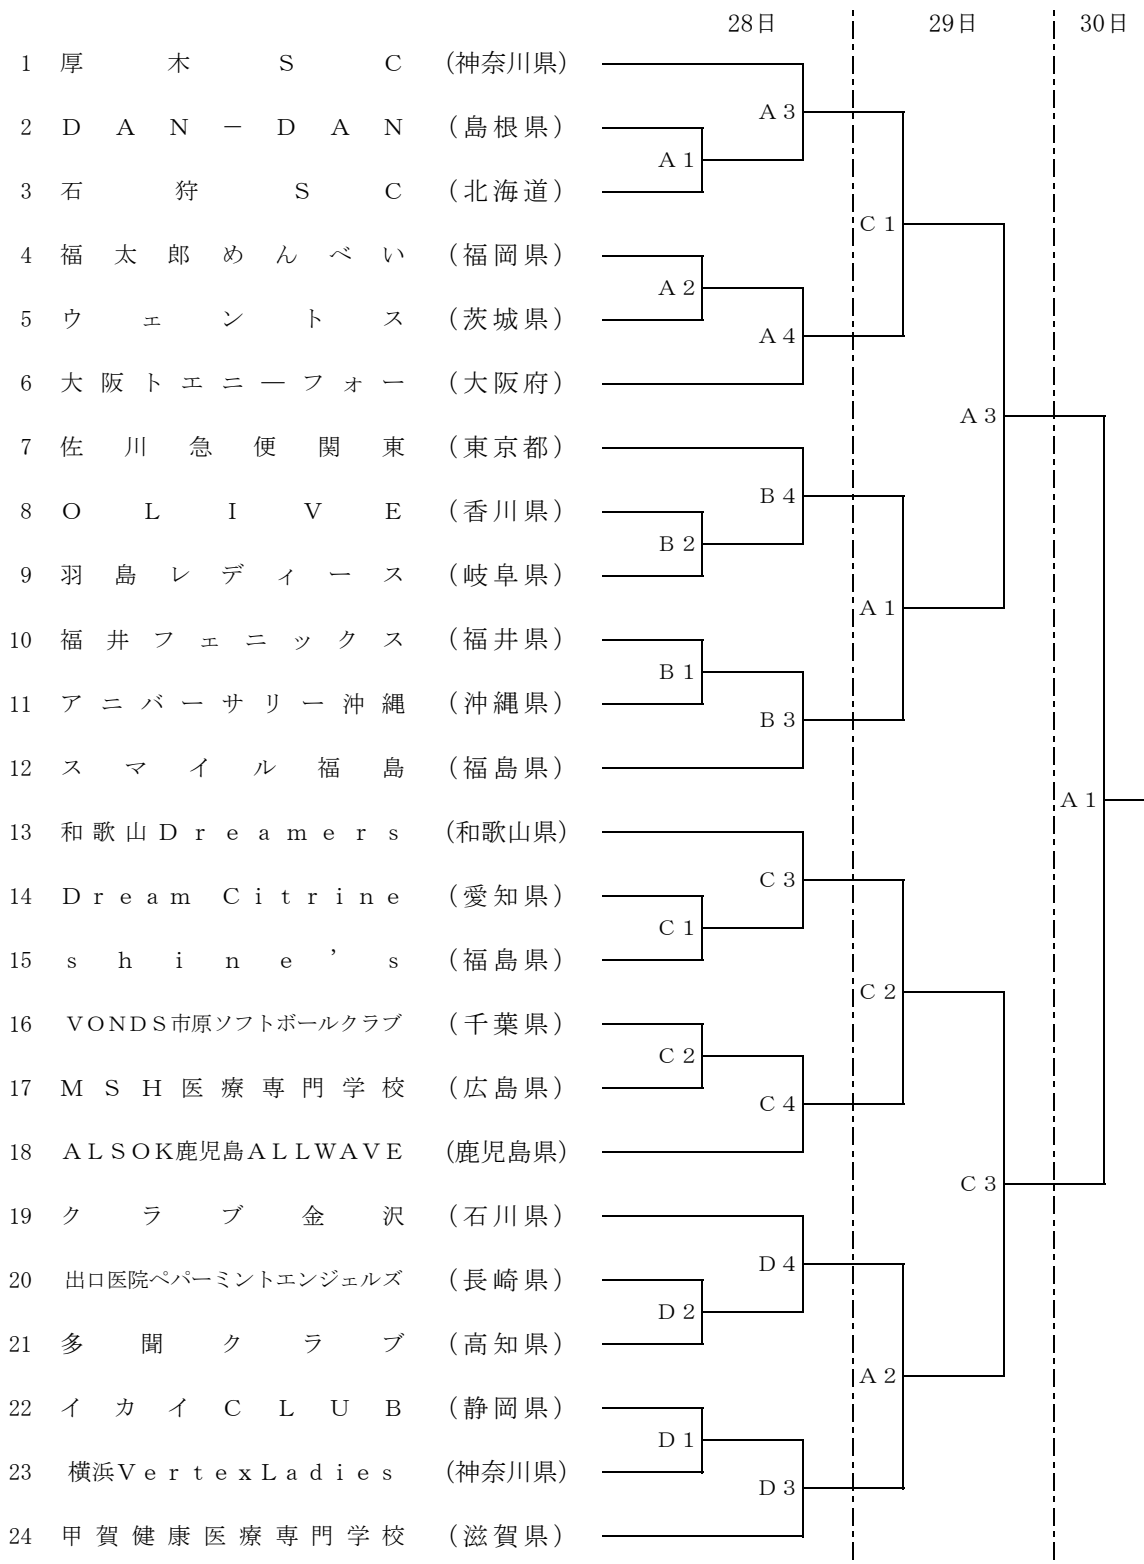 28日 29日 30日
1 厚木SC (神奈川県)
A3
2 DAN－DAN (島根県)
A1
3 石狩SC (北海道)
C1
4 福太郎めんべい (福岡県)
A2
5 ウェントス (茨城県)
A4
6 大阪トエニーフォー (大阪府)
A3
7 佐川急便関東 (東京都)
B4
8 OLIVE (香川県)
B2
9 羽島レディース (岐阜県)
A1
10 福井フェニックス (福井県)
B1
11 アニバーサリー沖縄 (沖縄県)
B3
12 スマイル福島 (福島県)
A1
13 和歌山Dreamers (和歌山県)
C3
14 Dream Citrine (愛知県)
C1
15 shine’s (福島県)
C2
16 VONDS市原ソフトボールクラブ (千葉県)
C2
17 MSH医療専門学校 (広島県)
C4
18 ALSOK鹿児島ALLWAVE (鹿児島県)
C3
19 クラブ金沢 (石川県)
D4
20 出口医院ペパーミントエンジェルズ (長崎県)
D2
21 多聞クラブ (高知県)
A2
22 イカイCLUB (静岡県)
D1
23 横浜VertexLadies (神奈川県)
D3
24 甲賀健康医療専門学校 (滋賀県)